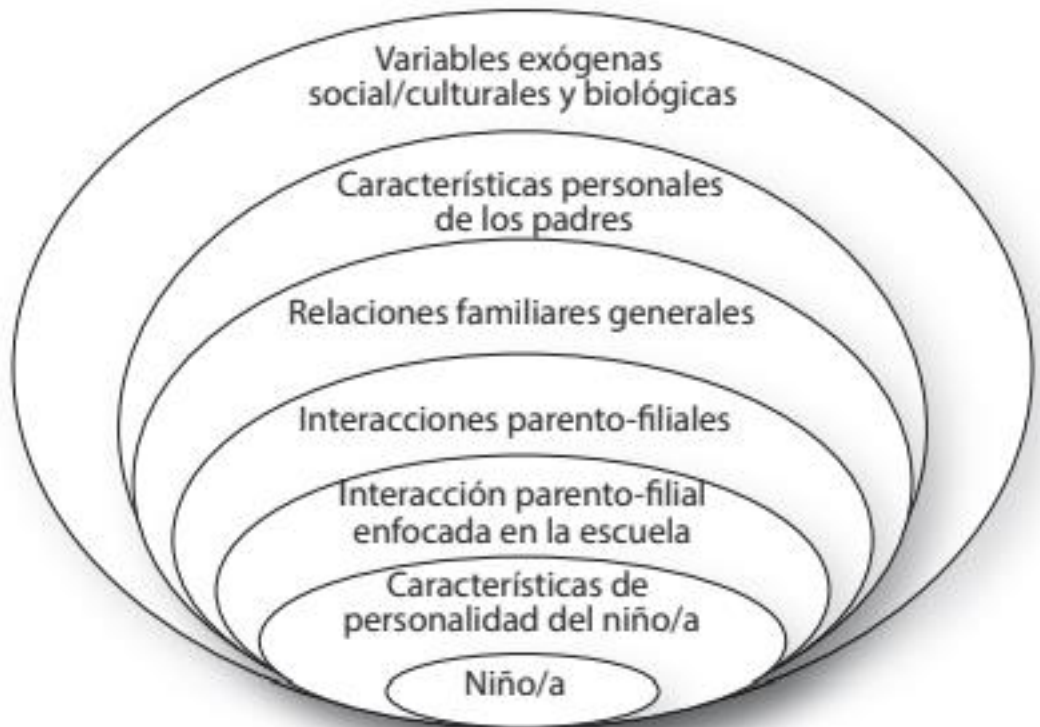 Variables exógenas
social/culturales y biológicas
Características personales
de los padres
Relaciones familiares generales
Interacciones parento-filiales
Interacción parento-filial
enfocada en la escuela
Características de
personalidad del niño/a
Niño/a